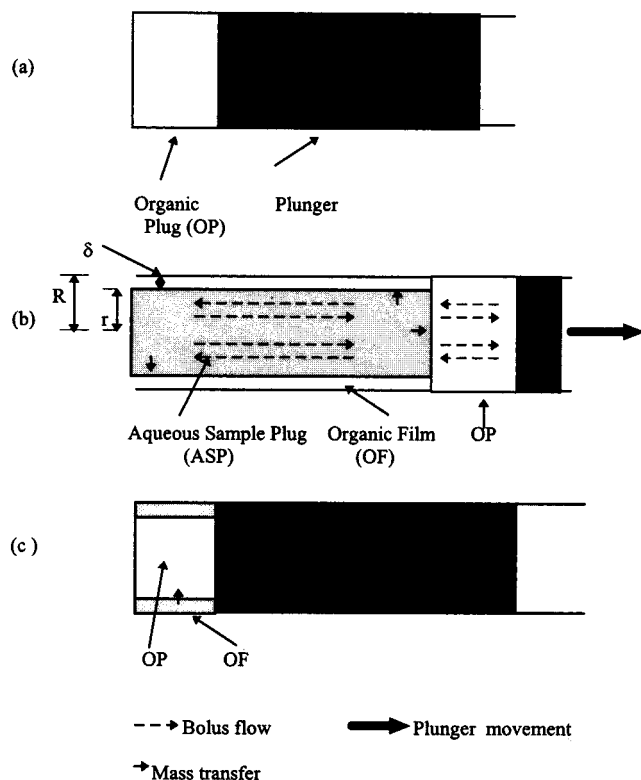 (a)
Organic
Plug (OP)
Plunger
δ
R
r
(b)
Aqueous Sample Plug
(ASP)
Organic Film
(OF)
OP
(c )
OP
OF
Bolus flow
Plunger movement
Mass transfer